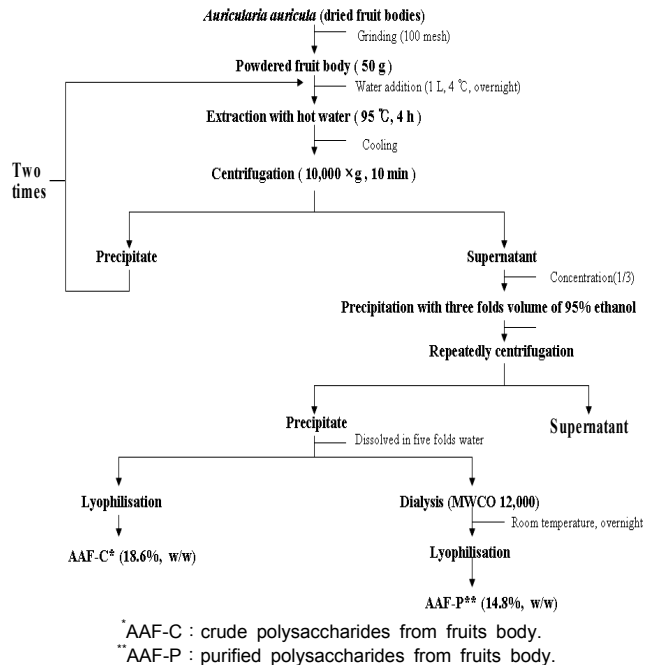 Auricularia auricula (dried fruit bodies)
Grinding (100 mesh)
Powdered fruit body ( 50 g )
Water addition (1 L, 4 ℃, overnight)
Extraction with hot water ( 95 ℃, 4 h )
Cooling
Two
times
Centrifugation ( 10,000 ×g , 10 min )
Precipitate
Supernatant
Concentration(1/3)
Precipitation with three folds volume of 95% ethanol
Repeatedly centrifugation
Precipitate
Supernatant
Dissolved in five folds water
Lyophilisation
Dialysis (MWCO 12,000)
Room temperature, overnight
AAF-C* (18.6%, w/w)
Lyophilisation
AAF-P** (14.8%, w/w)
*AAF-C : crude polysaccharides from fruits body.
**AAF-P : purified polysaccharides from fruits body.